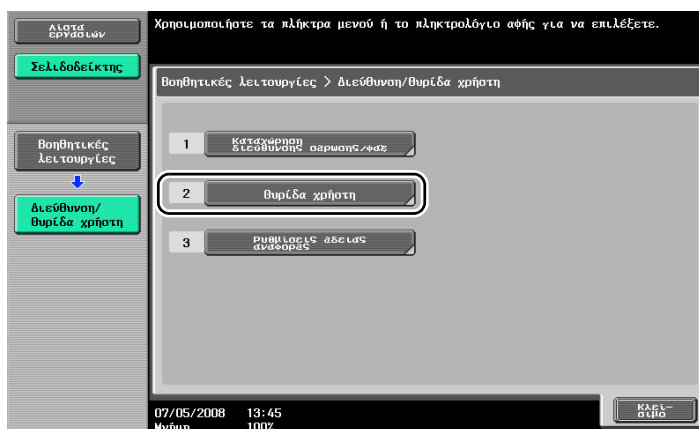 Λίστα
εργασιών
Χρησιμοποιήστε τα πλήκτρα μενού ή το πληκτρολόγιο αφής για να επιλέξετε.
Σελιδοδείκτης
Βοηθητικές λειτουργίες > Διεύθυνση/θυρίδα χρήστη
Βοηθητικές
λειτουργίες
1
Καταχώρηση
διεύθυνσης σάρωσης/φαξ
2
θυρίδα χρήστη
Διεύθυνση/
θυρίδα χρήστη
3
Ρυθμίσεις άδειας
αναφοράς
Κλεί-
σιμο
07/05/2008 13:45
Μνήμη 100%